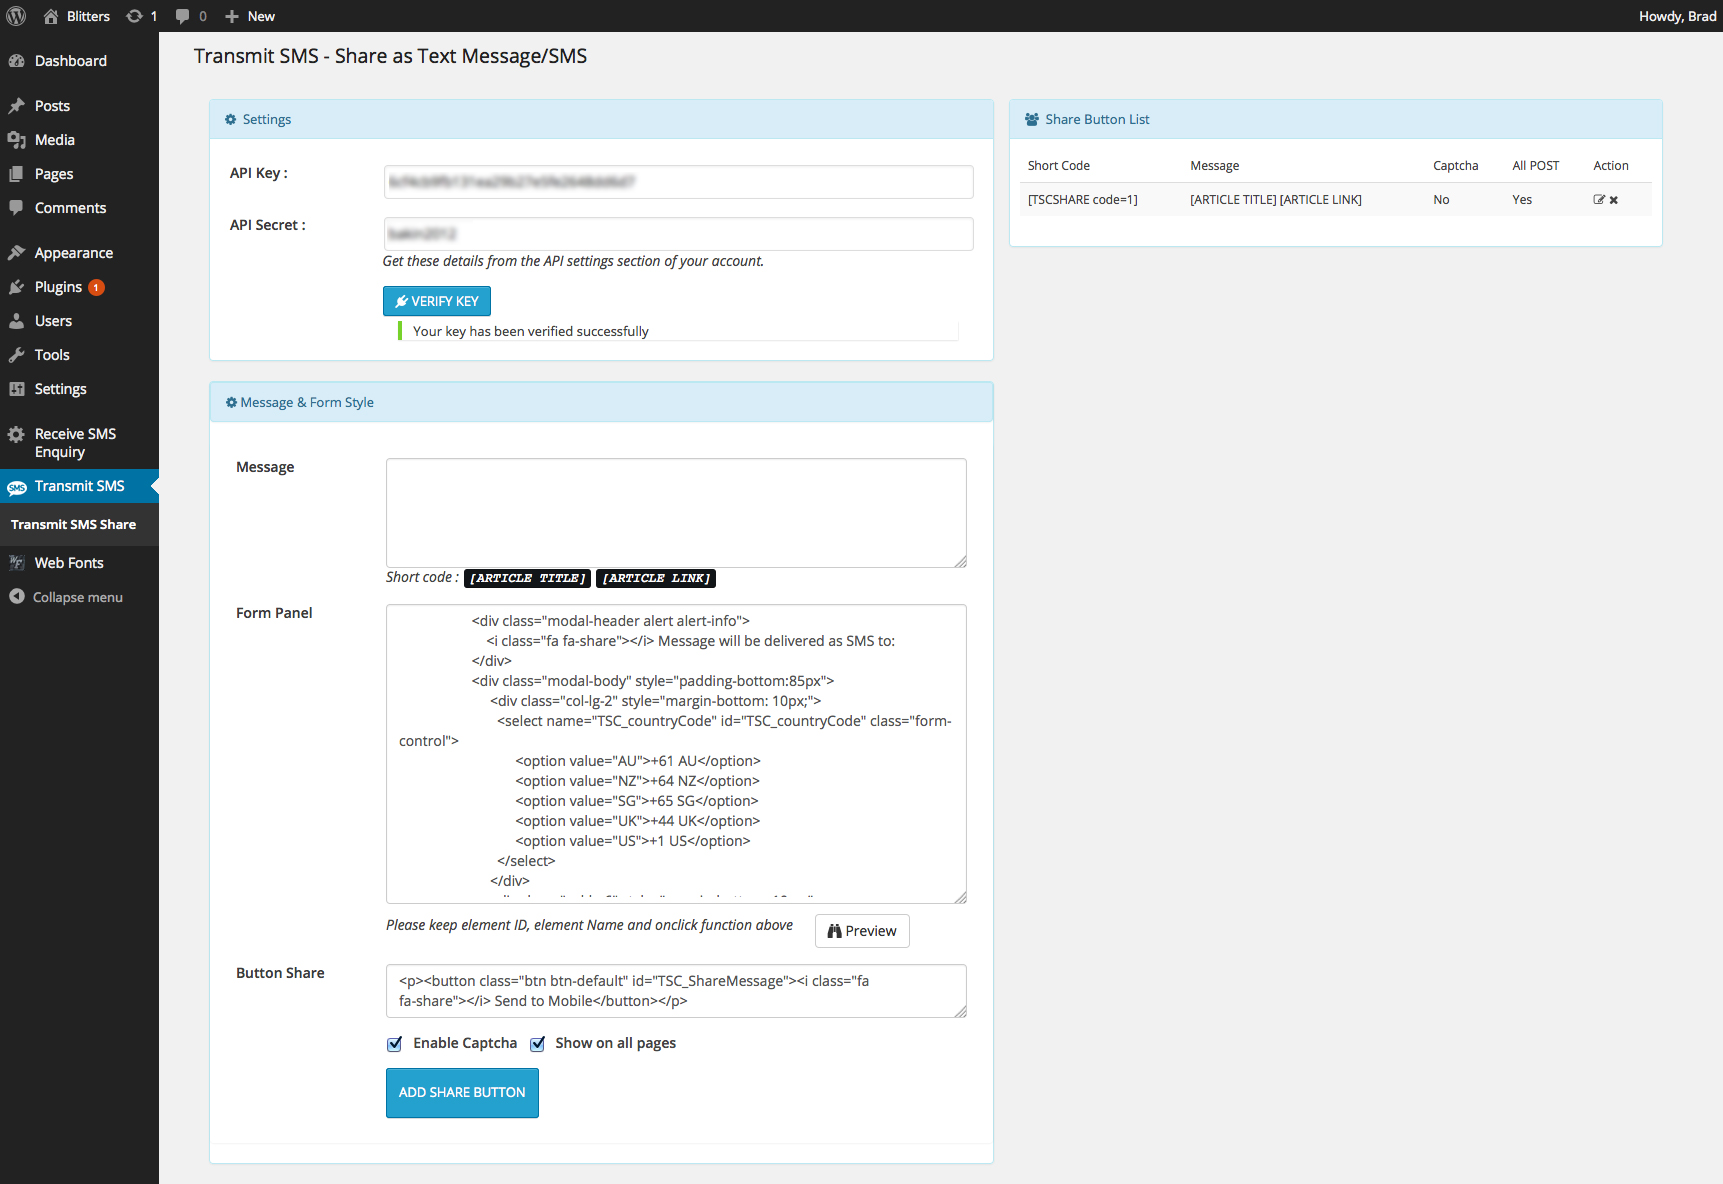 Blitters 1 0 New Howdy, Brad
Dashboard
Posts
Media
Pages
Comments
Appearance
Plugins 1
Users
Tools
Settings
Receive SMS
Enquiry
SMS Transmit SMS
Transmit SMS Share
Web Fonts
Collapse menu
Transmit SMS - Share as Text Message/SMS
Settings
API Key :
API Secret :
Get these details from the API settings section of your account.
VERIFY KEY
Your key has been verified successfully
Message & Form Style
Message
Short code : [ARTICLE TITLE] [ARTICLE LINK]
Form Panel
<div class="modal-header alert alert-info">
<i class="fa fa-share"></i> Message will be delivered as SMS to:
</div>
<div class="modal-body" style="padding-bottom:85px">
<div class="col-lg-2" style="margin-bottom: 10px;">
<select name="TSC_countryCode" id="TSC_countryCode" class="form-
control">
<option value="AU">+61 AU</option>
<option value="NZ">+64 NZ</option>
<option value="SG">+65 SG</option>
<option value="UK">+44 UK</option>
<option value="US">+1 US</option>
</select>
</div>
Please keep element ID, element Name and onclick function above Preview
Button Share
<p><button class="btn btn-default" id="TSC_ShareMessage"><i class="fa
fa-share"></i> Send to Mobile</button></p>
Enable Captcha Show on all pages
ADD SHARE BUTTON
Share Button List
Short Code Message Captcha All POST Action
[TSCSHARE code=1] [ARTICLE TITLE] [ARTICLE LINK] No Yes